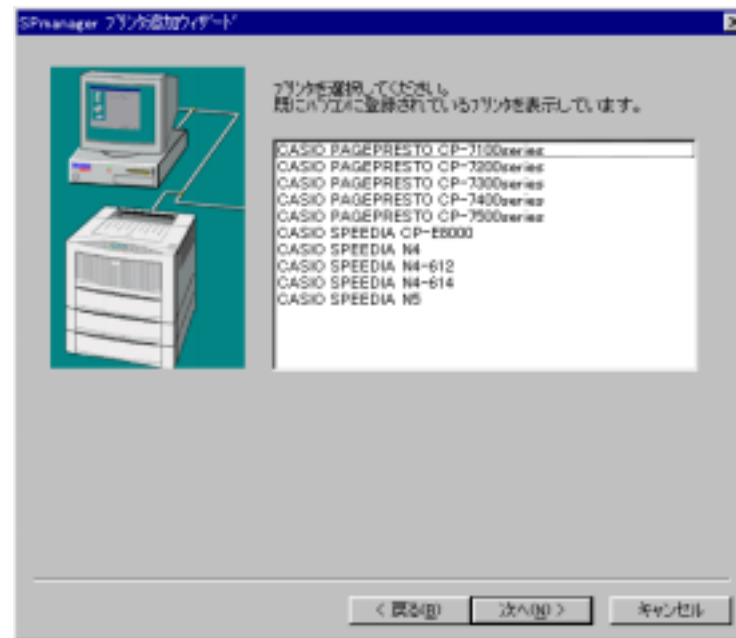 SPmanager プリンタ追加ウィザード
プリンタを選択してください。
既にパソコンに登録されているプリンタを表示しています。
CASIO PAGEPRESTO CP-7100series
CASIO PAGEPRESTO CP-7200series
CASIO PAGEPRESTO CP-7300series
CASIO PAGEPRESTO CP-7400series
CASIO PAGEPRESTO CP-7500series
CASIO SPEEDIA CP-E8000
CASIO SPEEDIA N4
CASIO SPEEDIA N4-612
CASIO SPEEDIA N4-614
CASIO SPEEDIA N5
< 戻る(B) 次へ(N) > キャンセル